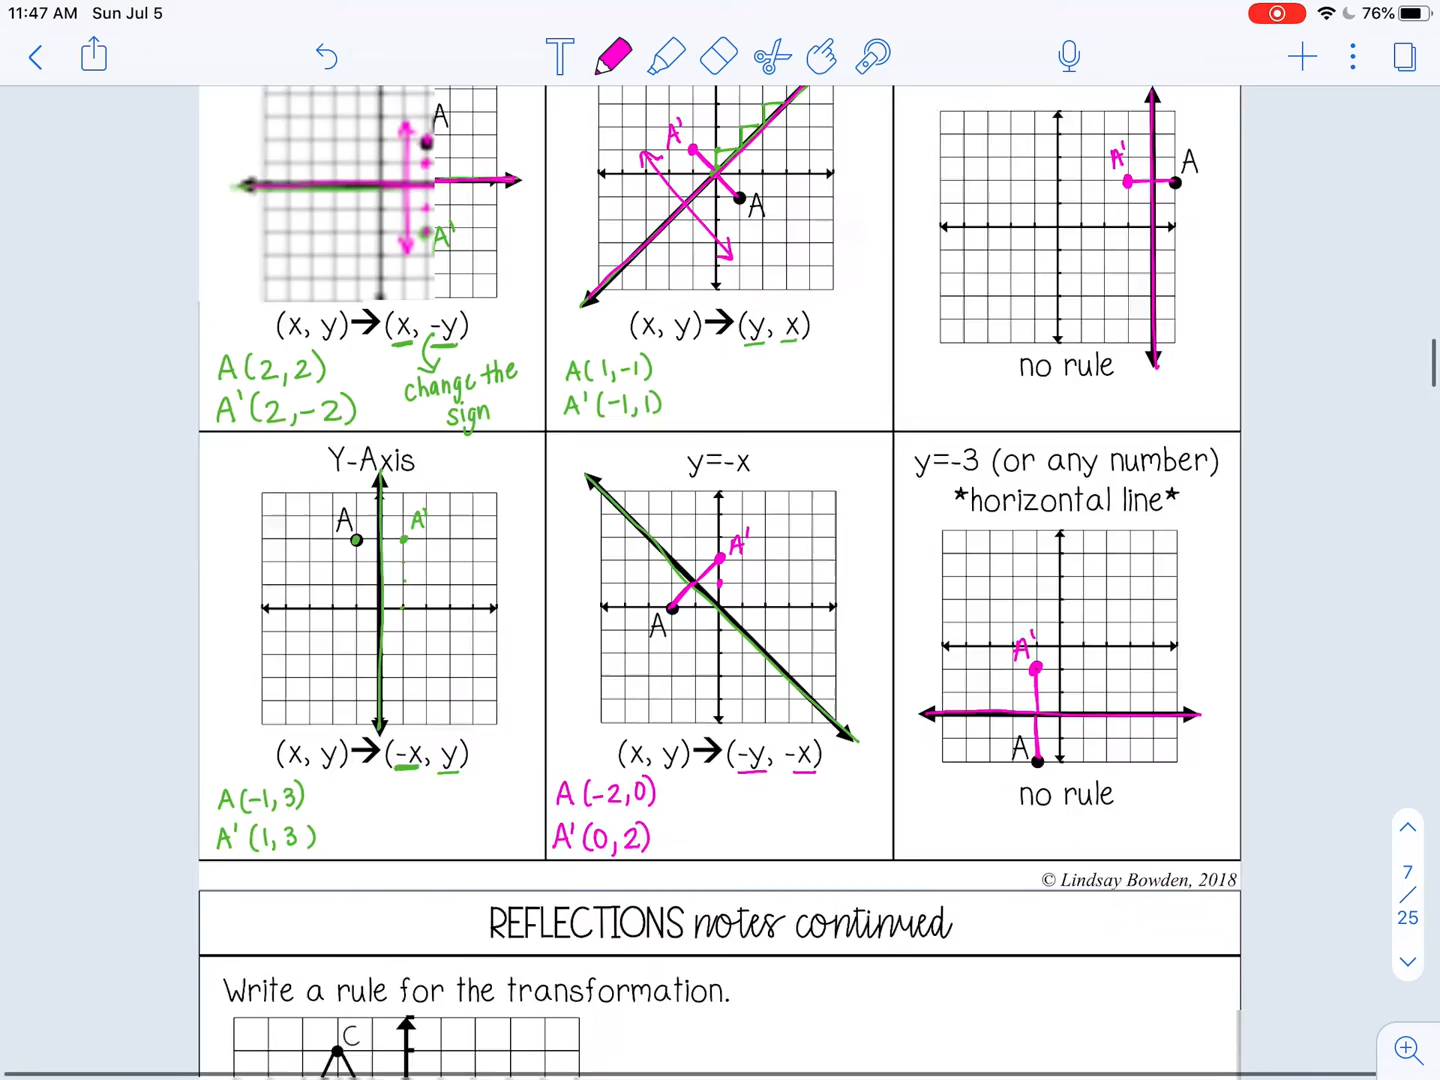 11:47 AM Sun Jul 5
76%
A
A'
(x, y)→(x, -y)
A(2,2)
A'(2,-2)
change the
sign
A'
A
(x, y)→(y, x)
A(1,-1)
A'(-1,1)
A'
A
no rule
Y-Axis
A
A'
(x, y)→(-x, y)
A(-1,3)
A'(1,3)
y=-x
A'
A
(x, y)→(-y, -x)
A(-2,0)
A'(0,2)
y=-3 (or any number)
*horizontal line*
A'
A
no rule
© Lindsay Bowden, 2018
7
/
25
REFLECTIONS notes continued
Write a rule for the transformation.
C